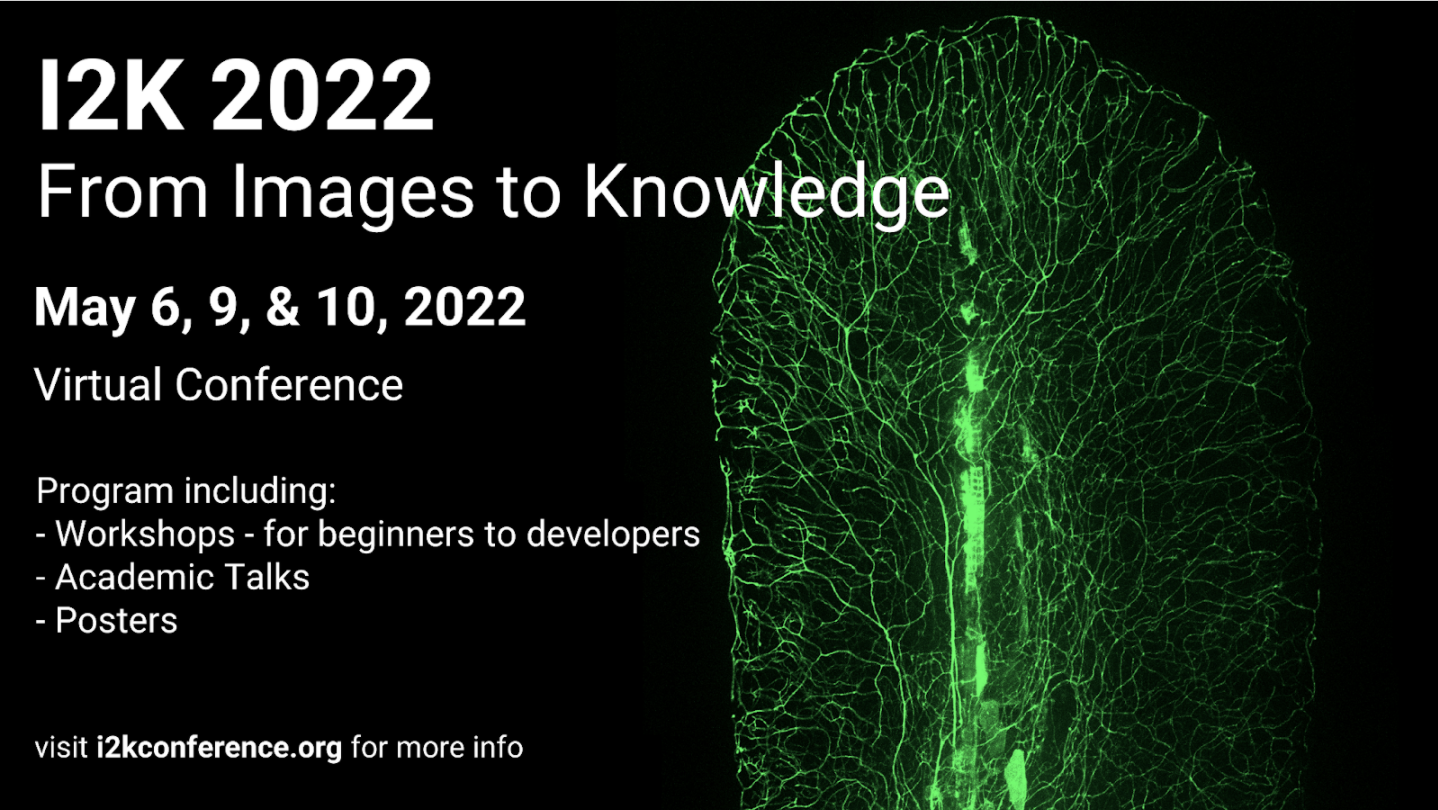 I2K 2022
From Images to Knowledge
May 6, 9, & 10, 2022
Virtual Conference
Program including:
- Workshops - for beginners to developers
- Academic Talks
- Posters
visit i2kconference.org for more info